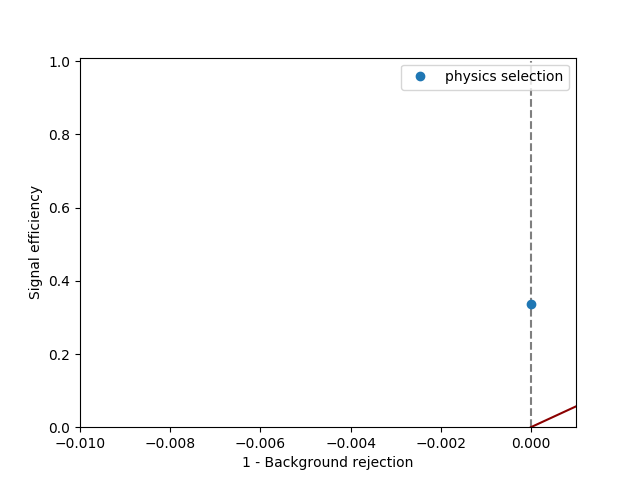 physics selection
1.0
0.8
0.6
0.4
0.2
0.0
Signal efficiency
−0.010 −0.008 −0.006 −0.004 −0.002 0.000
1 - Background rejection